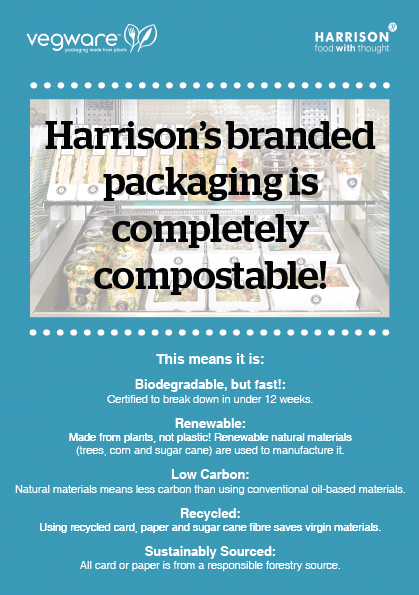 vegware™
packaging made from plants
HARRISON
food with thought
Harrison's branded
packaging is
completely
compostable!
This means it is:
Biodegradable, but fast!:
Certified to break down in under 12 weeks.
Renewable:
Made from plants, not plastic! Renewable natural materials
(trees, corn and sugar cane) are used to manufacture it.
Low Carbon:
Natural materials means less carbon than using conventional oil-based materials.
Recycled:
Using recycled card, paper and sugar cane fibre saves virgin materials.
Sustainably Sourced:
All card or paper is from a responsible forestry source.